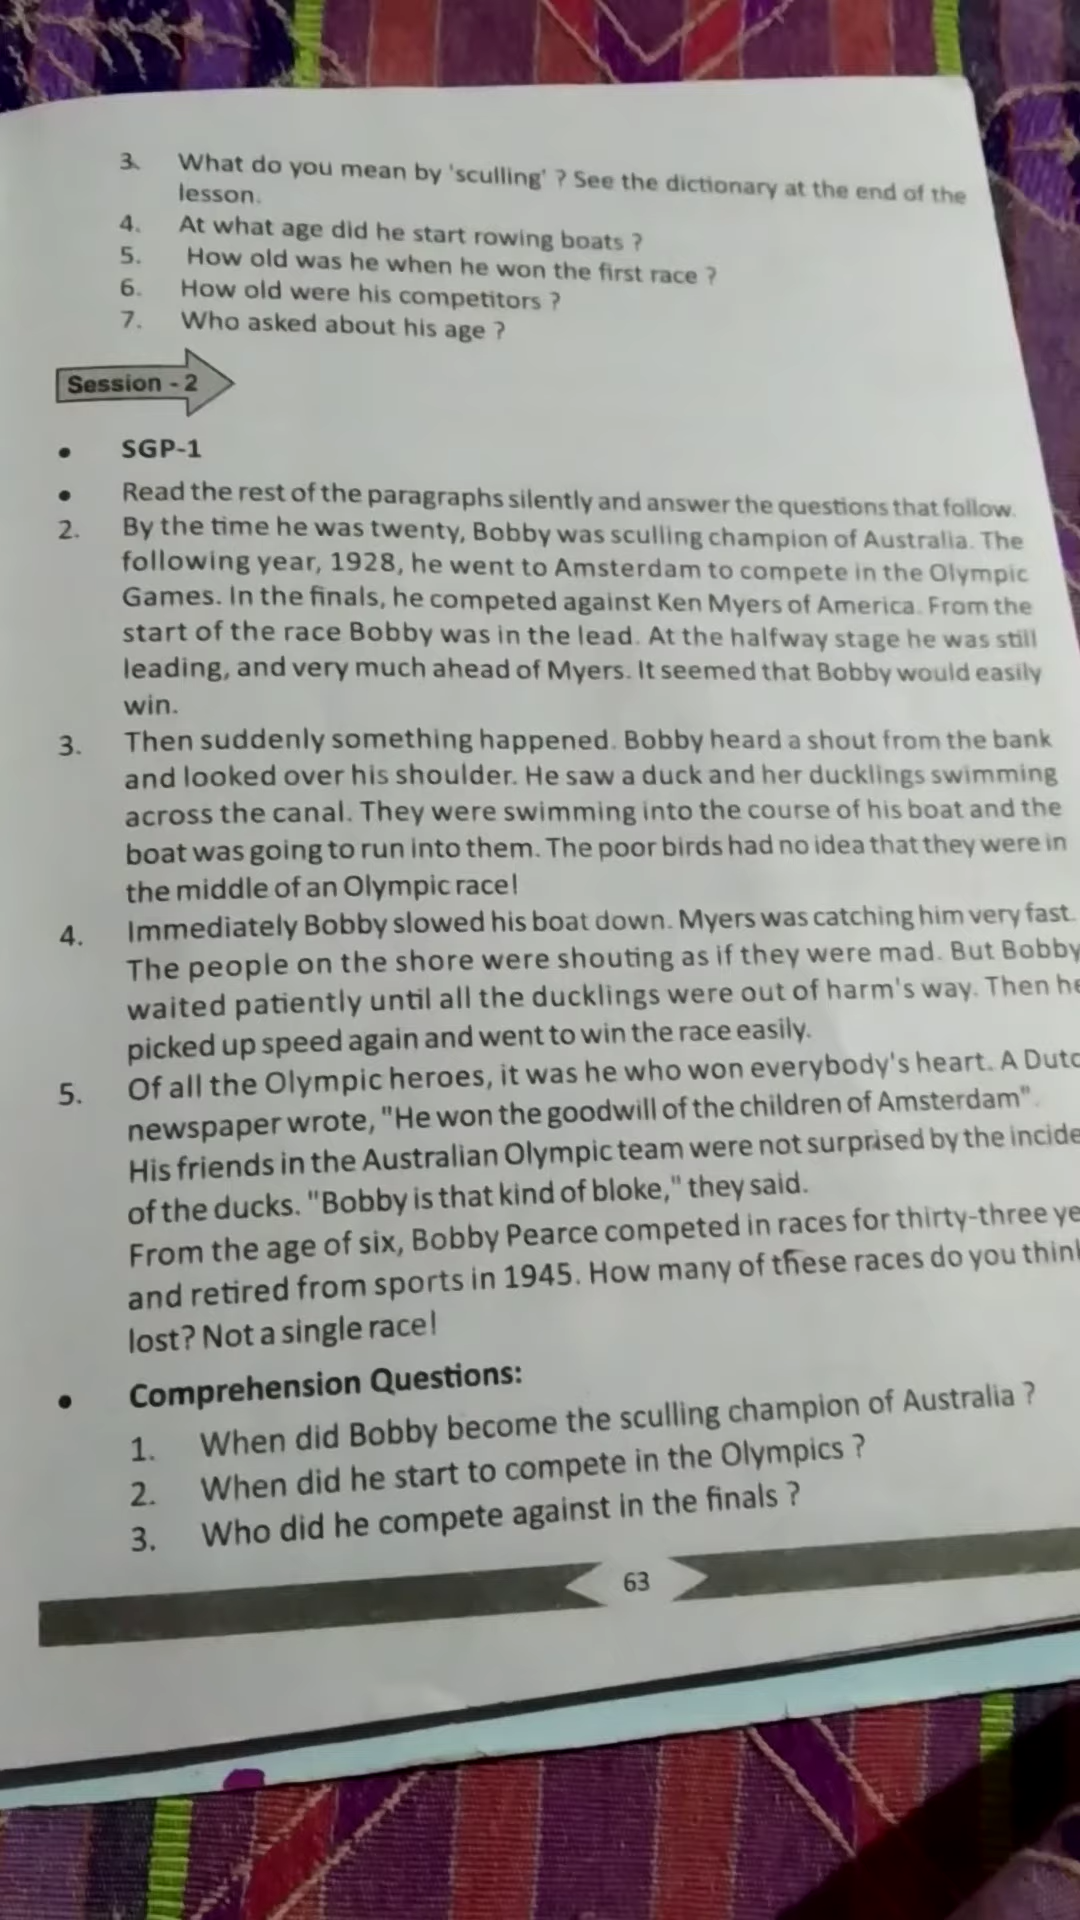 3. What do you mean by 'sculling' ? See the dictionary at the end of the
lesson.
4. At what age did he start rowing boats ?
5. How old was he when he won the first race ?
6. How old were his competitors ?
7. Who asked about his age ?
Session - 2
• SGP-1
• Read the rest of the paragraphs silently and answer the questions that follow.
2. By the time he was twenty, Bobby was sculling champion of Australia. The
following year, 1928, he went to Amsterdam to compete in the Olympic
Games. In the finals, he competed against Ken Myers of America. From the
start of the race Bobby was in the lead. At the halfway stage he was still
leading, and very much ahead of Myers. It seemed that Bobby would easily
win.
3. Then suddenly something happened. Bobby heard a shout from the bank
and looked over his shoulder. He saw a duck and her ducklings swimming
across the canal. They were swimming into the course of his boat and the
boat was going to run into them. The poor birds had no idea that they were in
the middle of an Olympic race!
4. Immediately Bobby slowed his boat down. Myers was catching him very fast.
The people on the shore were shouting as if they were mad. But Bobby
waited patiently until all the ducklings were out of harm's way. Then
picked up speed again and went to win the race easily.
5. Of all the Olympic heroes, it was he who won everybody's heart. A
newspaper wrote, "He won the goodwill of the children of Amsterdam".
His friends in the Australian Olympic team were not surprised by the
of the ducks. "Bobby is that kind of bloke," they said.
From the age of six, Bobby Pearce competed in races for thirty-three
and retired from sports in 1945. How many of these races do you
lost? Not a single race!
• Comprehension Questions:
1. When did Bobby become the sculling champion of Australia ?
2. When did he start to compete in the Olympics ?
3. Who did he compete against in the finals ?
63